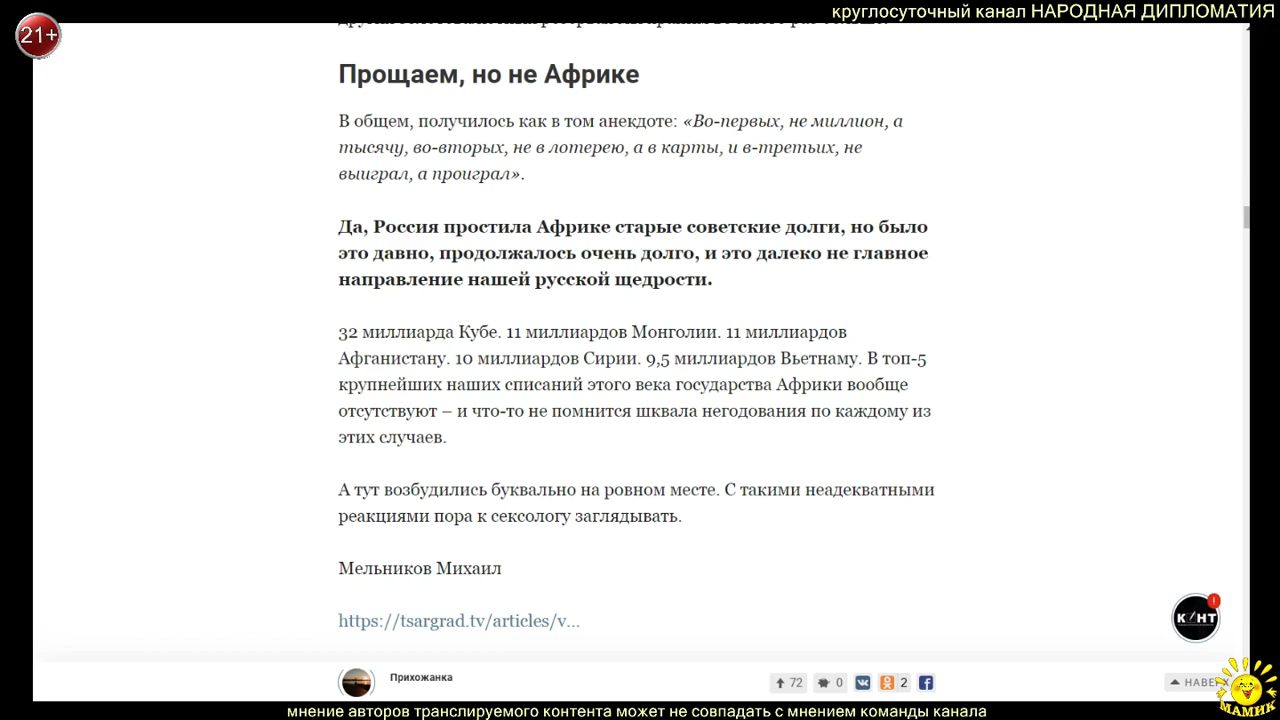 круглосуточный канал НАРОДНАЯ ДИПЛОМАТИЯ
21+
Прощаем, но не Африке
В общем, получилось как в том анекдоте: «Во-первых, не миллион, а
тысячу, во-вторых, не в лотерею, а в карты, и в-третьих, не
выиграл, а проиграл».
Да, Россия простила Африке старые советские долги, но было
это давно, продолжалось очень долго, и это далеко не главное
направление нашей русской щедрости.
32 миллиарда Кубе. 11 миллиардов Монголии. 11 миллиардов
Афганистану. 10 миллиардов Сирии. 9,5 миллиардов Вьетнаму. В топ-5
крупнейших наших списаний этого века государства Африки вообще
отсутствуют – и что-то не помнится шквала негодования по каждому из
этих случаев.
А тут возбудились буквально на ровном месте. С такими неадекватными
реакциями пора к сексологу заглядывать.
Мельников Михаил
https://tsargrad.tv/articles/v...
К/НТ
!
Прихожанка
72
0
2
НАВЕ
МАМИК
мнение авторов транслируемого контента может не совпадать с мнением команды канала